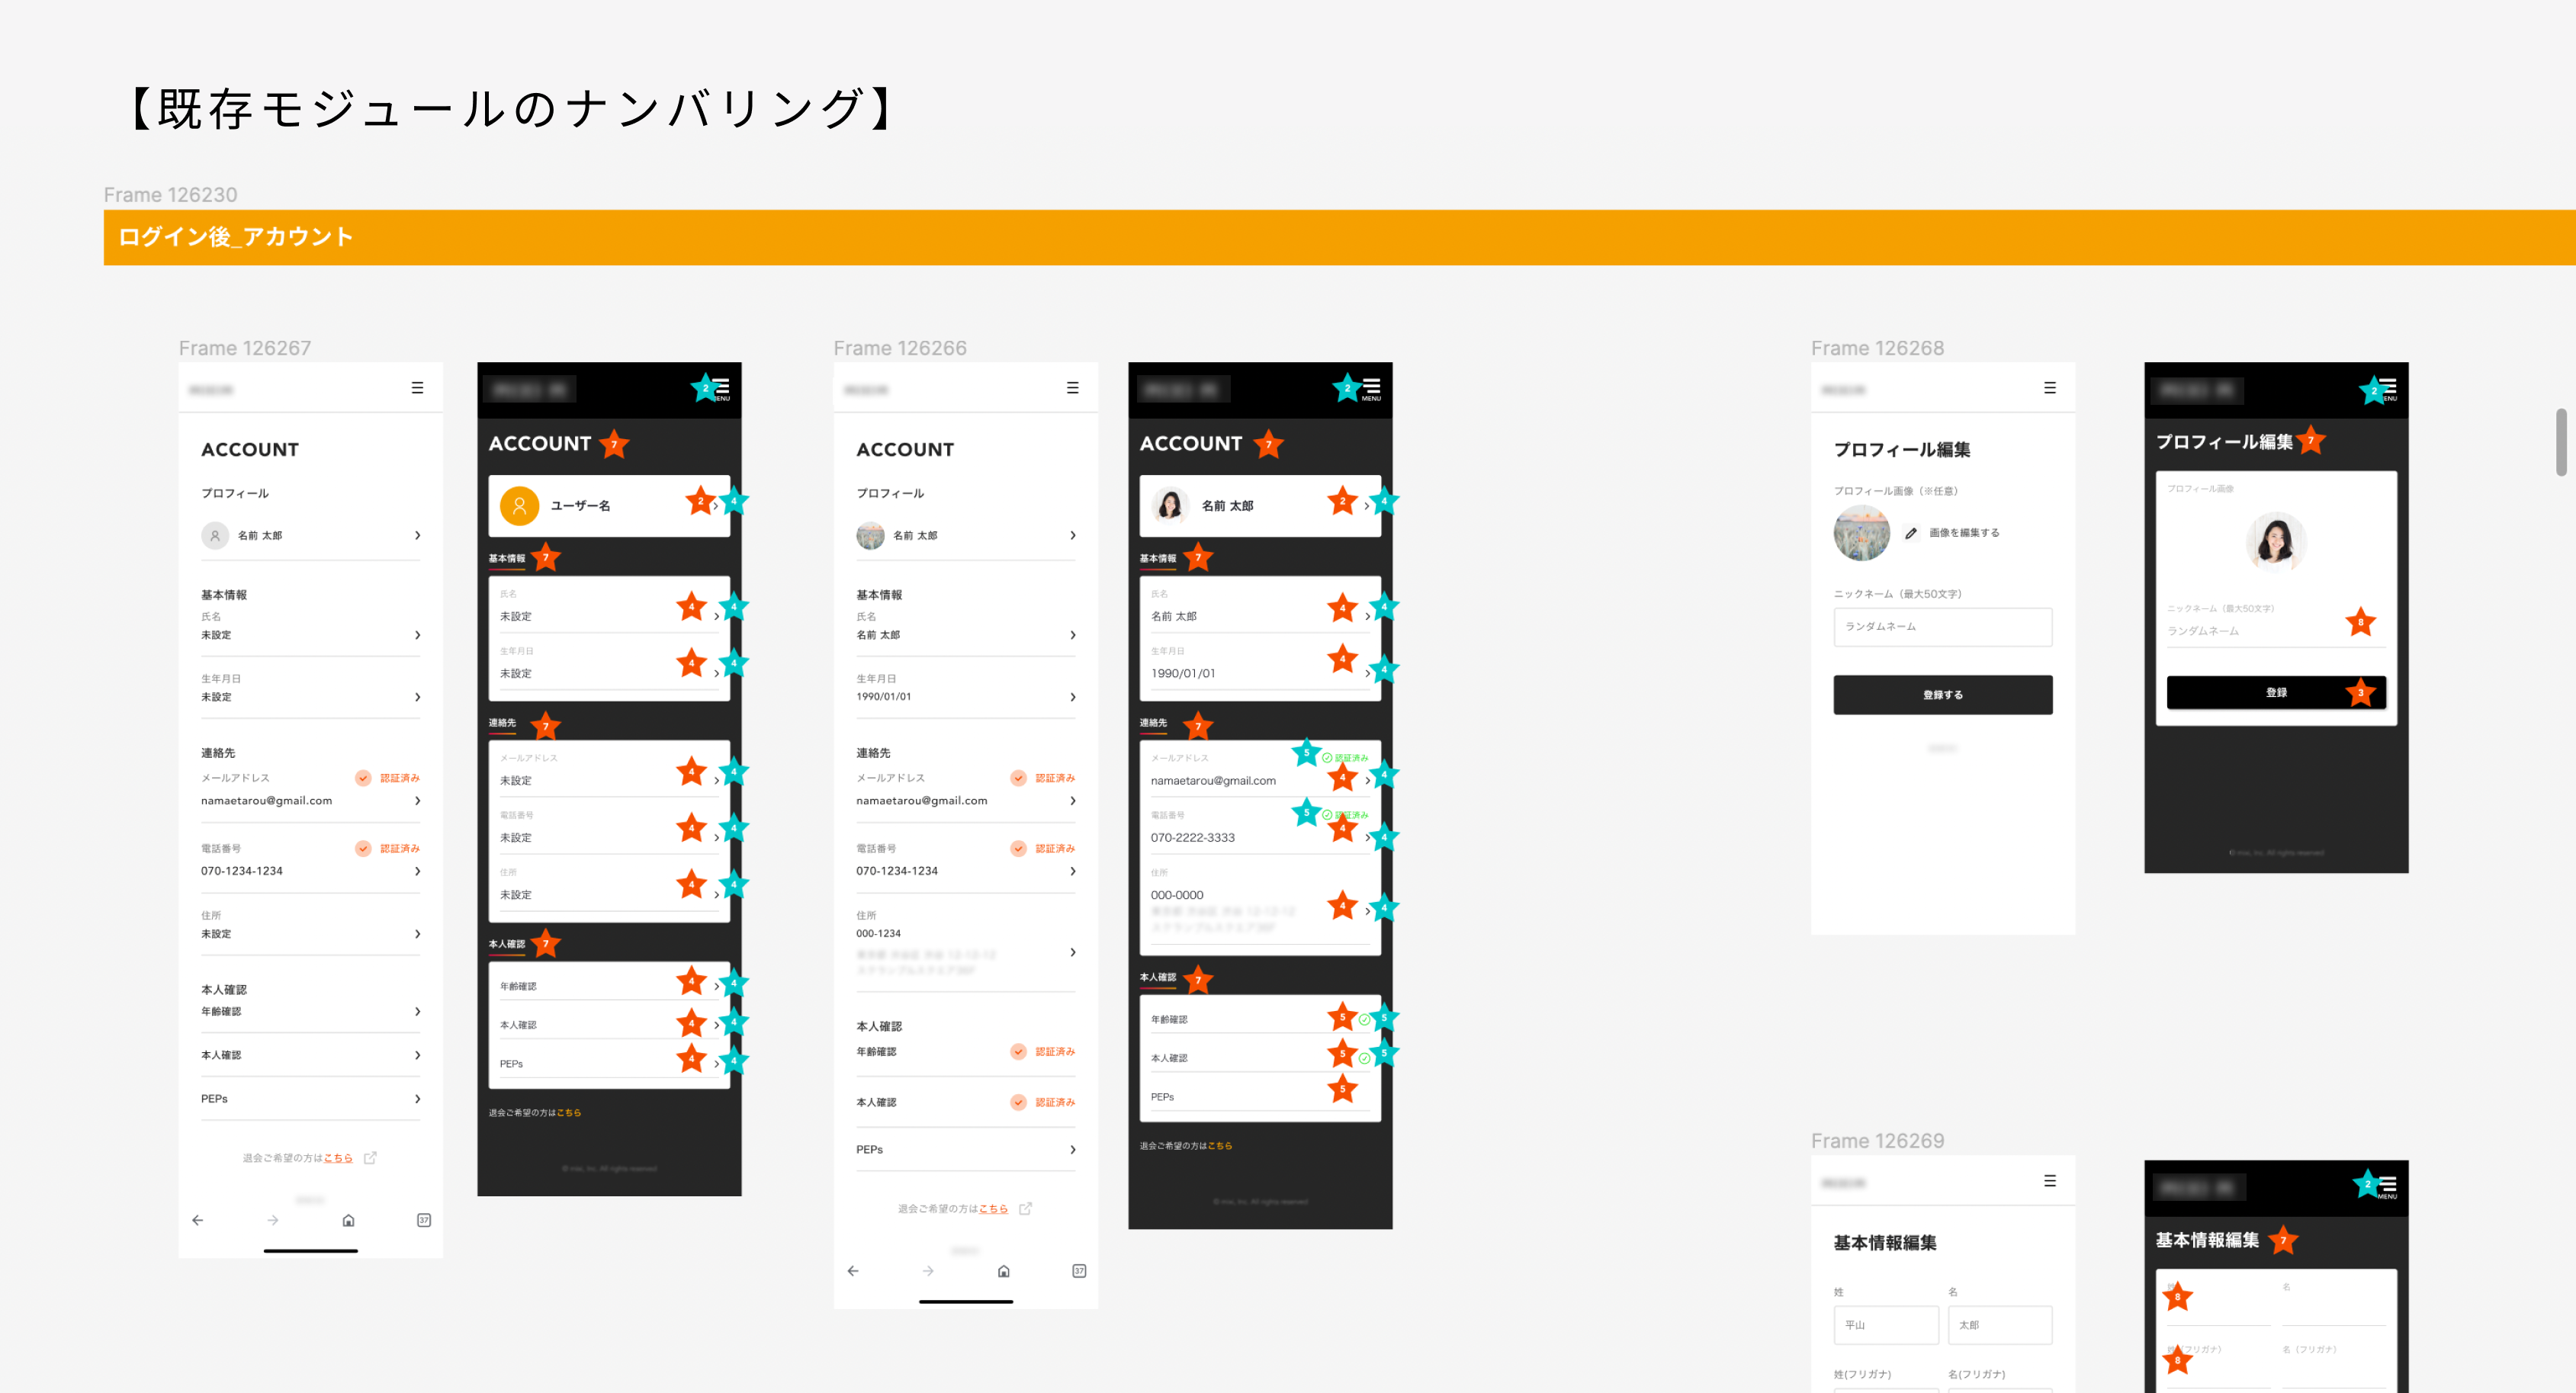 【既存モジュールのナンバリング】
Frame 126230
ログイン後_アカウント
Frame 126267
ACCOUNT
プロフィール
名前 太郎
基本情報
氏名
未設定
生年月日
未設定
連絡先
メールアドレス
認証済み
namaetarou@gmail.com
電話番号
認証済み
070-1234-1234
住所
未設定
本人確認
年齢確認
本人確認
PEPs
退会ご希望の方はこちら
37
2
MENU
ACCOUNT
7
ユーザー名
2
4
基本情報
7
氏名
未設定
4
4
生年月日
未設定
4
4
連絡先
7
メールアドレス
未設定
4
4
電話番号
未設定
4
4
住所
未設定
4
4
本人確認
7
年齢確認
4
4
本人確認
4
4
PEPs
4
4
退会ご希望の方はこちら
Frame 126266
ACCOUNT
プロフィール
名前 太郎
基本情報
氏名
名前 太郎
生年月日
1990/01/01
連絡先
メールアドレス
認証済み
namaetarou@gmail.com
電話番号
認証済み
070-1234-1234
住所
000-1234
本人確認
年齢確認
認証済み
本人確認
認証済み
PEPs
退会ご希望の方はこちら
37
2
MENU
ACCOUNT
7
名前 太郎
2
4
基本情報
7
氏名
名前 太郎
4
4
生年月日
1990/01/01
4
4
連絡先
7
メールアドレス
5
認証済み
namaetarou@gmail.com
4
4
電話番号
5
認証済み
070-2222-3333
4
4
住所
000-0000
4
4
本人確認
7
年齢確認
5
5
本人確認
5
5
PEPs
5
退会ご希望の方はこちら
Frame 126268
プロフィール編集
プロフィール画像（※任意）
画像を編集する
ニックネーム（最大50文字）
ランダムネーム
登録する
2
MENU
プロフィール編集
7
プロフィール画像
ニックネーム（最大50文字）
ランダムネーム
8
登録
3
Frame 126269
基本情報編集
姓
名
平山
太郎
姓(フリガナ)
名(フリガナ)
2
MENU
基本情報編集
7
姓
名
8
姓（フリガナ）
名（フリガナ）
8